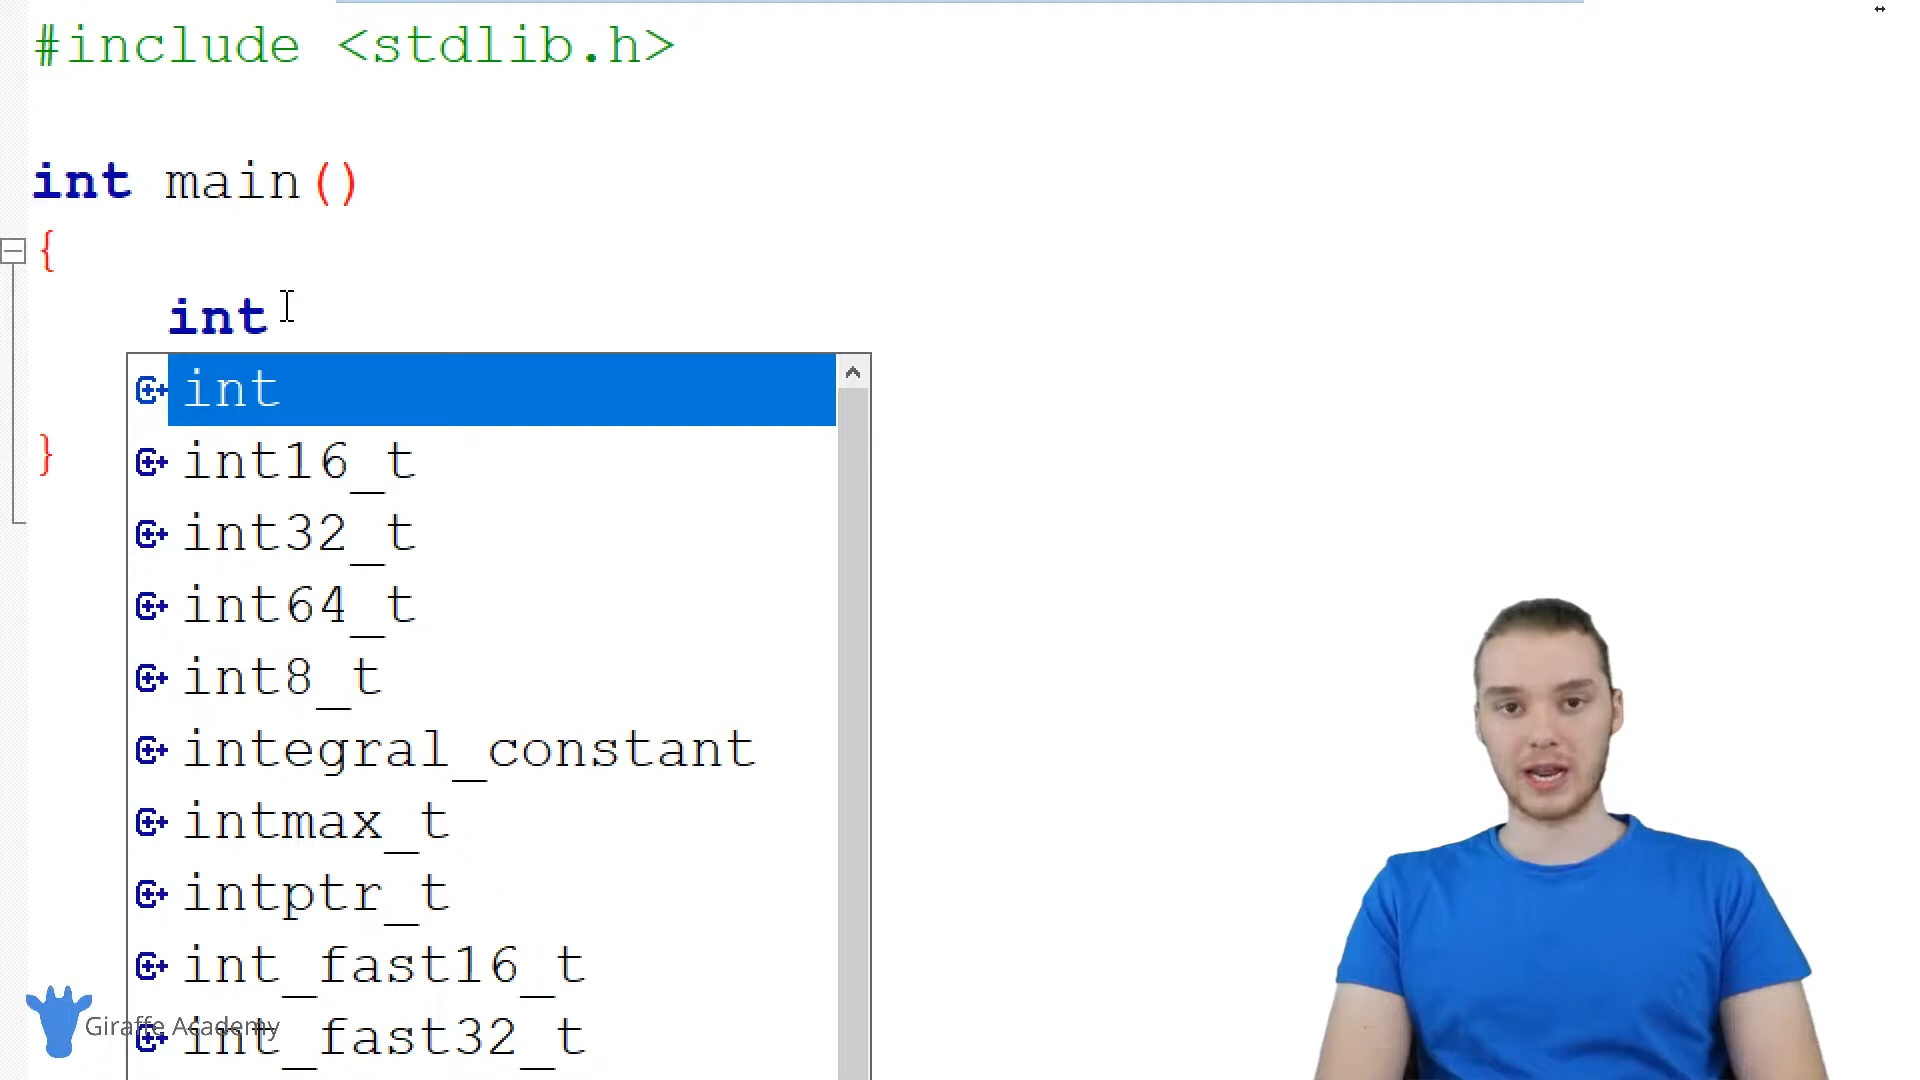 #include <stdlib.h>
int main()
{
int
int
int16_t
}
int32_t
int64_t
int8_t
integral_constant
intmax_t
intptr_t
int_fast16_t
Giraffe Academy
int_fast32_t